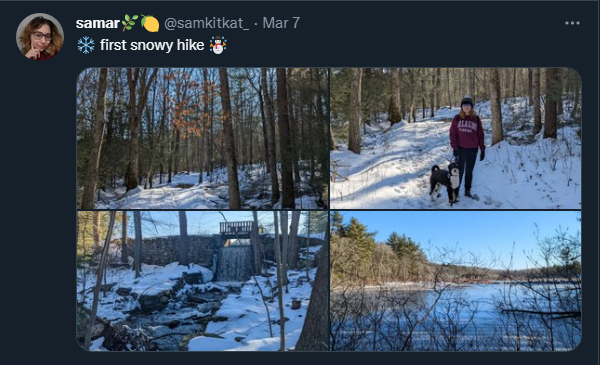 samar🌿🍋 @samkitkat_ · Mar 7
❄️ first snowy hike ☃️